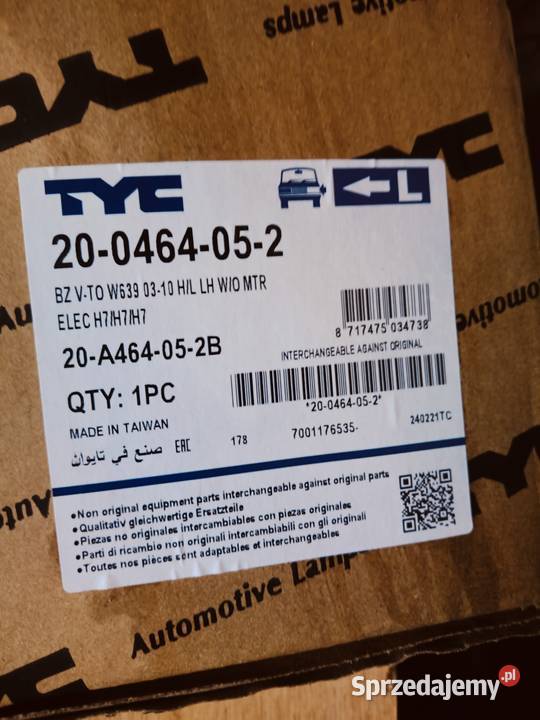 Automotive Lamps
TYC
TYC
L
20-0464-05-2
BZ V-TO W639 03-10 H/L LH W/O MTR
ELEC H7/H7/H7
20-A464-05-2B
8 717475 034738
INTERCHANGEABLE AGAINST ORIGINAL
QTY: 1PC
*20-0464-05-2*
MADE IN TAIWAN
صنع في تايوان EAC 178 7001176535- 240221TC
•Non original equipment parts interchangeable against original parts
•Qualitativ gleichwertige Ersatzteile
•Piezas no originales intercambiables con piezas originales
•Parti di ricambio non originali intercambiabili con gli originali
•Toutes nos pièces sont adaptables et interchangeables
Automotive Lamps
TYC
Sprzedajemy.pl